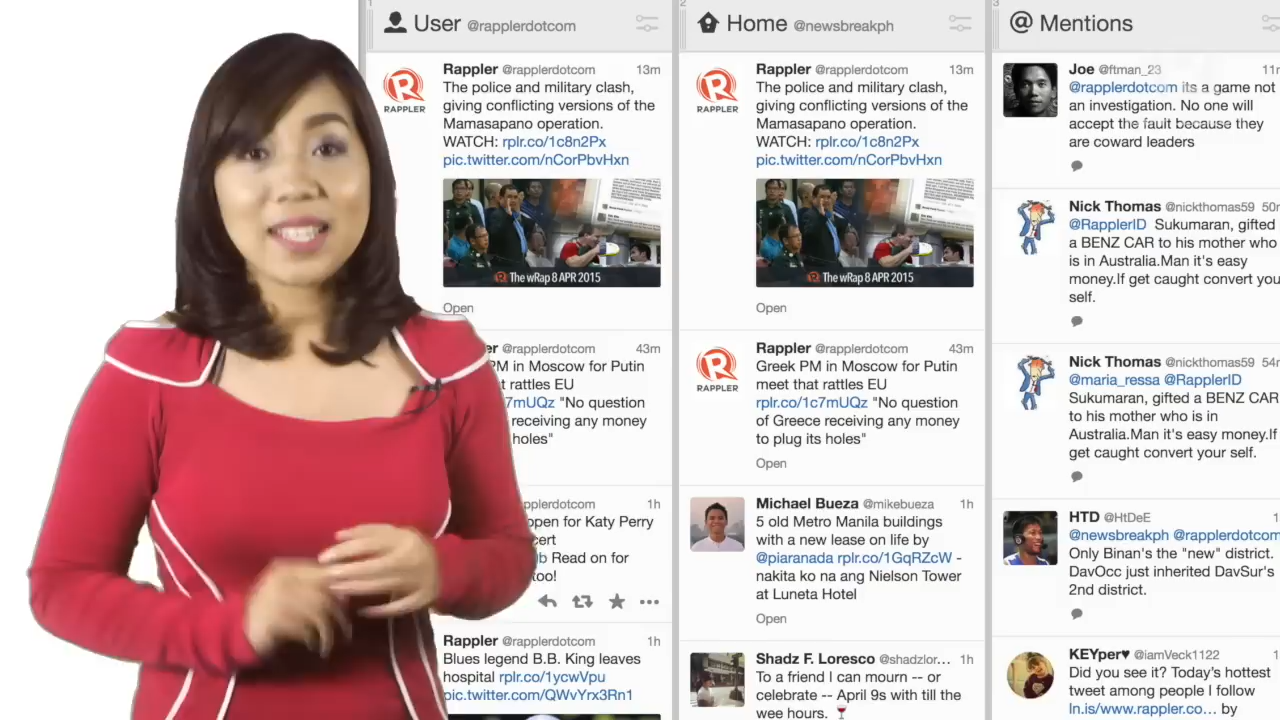 1
User @rapplerdotcom
Rappler @rapplerdotcom 13m
The police and military clash,
giving conflicting versions of the
Mamasapano operation.
WATCH: rplr.co/1c8n2Px
pic.twitter.com/nCorPbvHxn
RAPPLER
The wRap 8 APR 2015
Open
er @rapplerdotcom 43m
PM in Moscow for Putin
t rattles EU
7mUQz "No question
receiving any money
holes"
pplerdotcom 1h
open for Katy Perry
cert
b Read on for
too!
Rappler @rapplerdotcom 1h
Blues legend B.B. King leaves
hospital rplr.co/1ycwVpu
pic.twitter.com/QWvYrx3Rn1
2
Home @newsbreakph
Rappler @rapplerdotcom 13m
The police and military clash,
giving conflicting versions of the
Mamasapano operation.
WATCH: rplr.co/1c8n2Px
pic.twitter.com/nCorPbvHxn
RAPPLER
The wRap 8 APR 2015
Open
Rappler @rapplerdotcom 43m
Greek PM in Moscow for Putin
meet that rattles EU
rplr.co/1c7mUQz "No question
of Greece receiving any money
to plug its holes"
RAPPLER
Open
Michael Bueza @mikebueza 1h
5 old Metro Manila buildings
with a new lease on life by
@piaranada rplr.co/1GqRZcW -
nakita ko na ang Nielson Tower
at Luneta Hotel
Open
Shadz F. Loresco @shadzlor... 1h
To a friend I can mourn -- or
celebrate -- April 9s with till the
wee hours. 🍷
3
@ Mentions
Joe @ftman_23 11m
@rapplerdotcom its a game not
an investigation. No one will
accept the fault because they
are coward leaders
Nick Thomas @nickthomas59 50m
@RapplerID Sukumaran, gifted
a BENZ CAR to his mother who
is in Australia.Man it's easy
money.If get caught convert you
self.
Nick Thomas @nickthomas59 54m
@maria_ressa @RapplerID
Sukumaran, gifted a BENZ CAR
to his mother who is in
Australia.Man it's easy money.If
get caught convert your self.
HTD @HtDeE 1
@newsbreakph @rapplerdotcom
Only Binan's the "new" district.
DavOcc just inherited DavSur's
2nd district.
KEYper♥ @iamVeck1122 1
Did you see it? Today's hottest
tweet among people I follow
ln.is/www.rappler.co... by